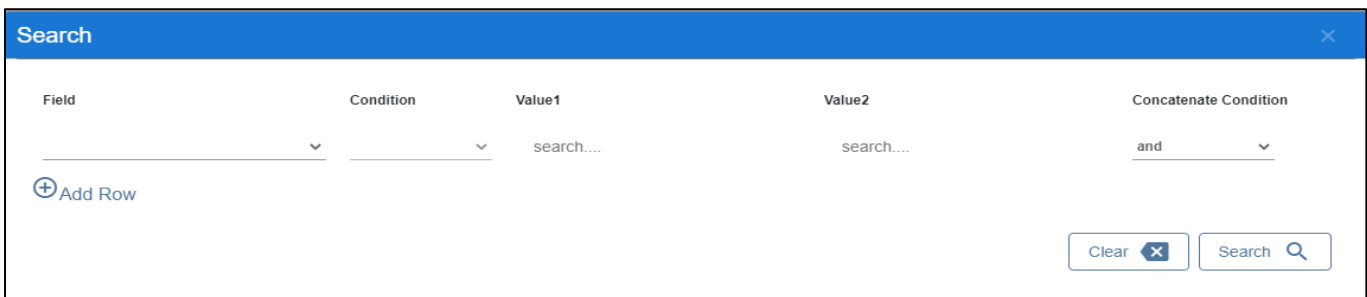 Search
Field Condition Value1 Value2 Concatenate Condition
search.... search.... and
Add Row
Clear Search